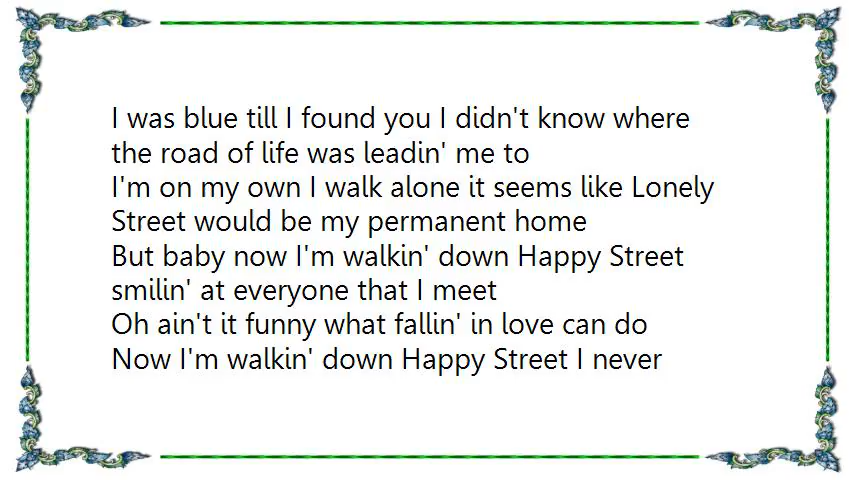 I was blue till I found you I didn't know where
the road of life was leadin' me to
I'm on my own I walk alone it seems like Lonely
Street would be my permanent home
But baby now I'm walkin' down Happy Street
smilin' at everyone that I meet
Oh ain't it funny what fallin' in love can do
Now I'm walkin' down Happy Street I never